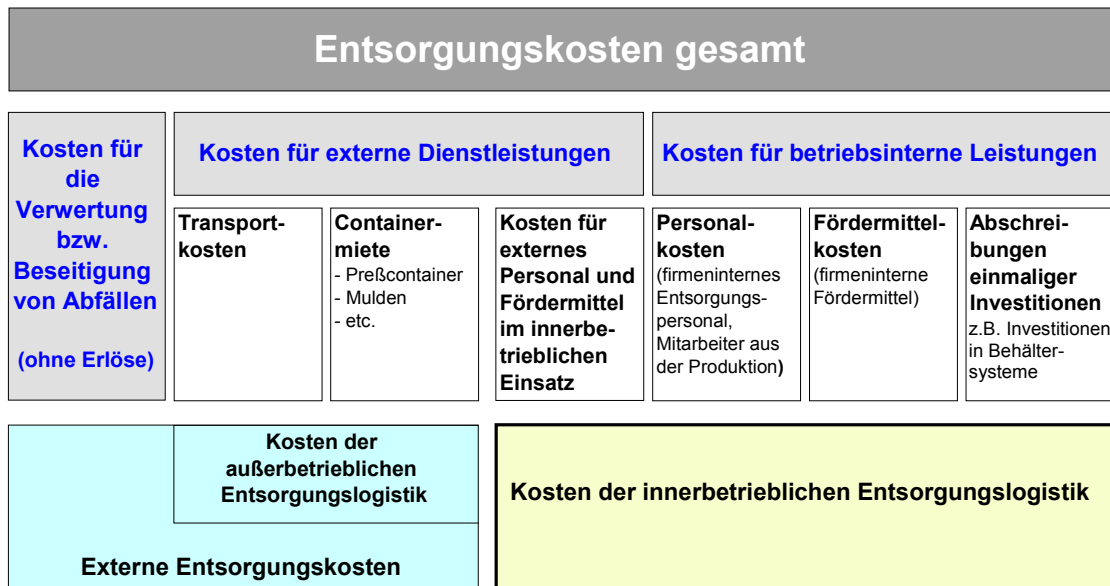 Entsorgungskosten gesamt
Kosten für
die
Verwertung
bzw.
Beseitigung
von Abfällen
(ohne Erlöse)
Kosten für externe Dienstleistungen
Kosten für betriebsinterne Leistungen
Transport-
kosten
Container-
miete
- Preßcontainer
- Mulden
- etc.
Kosten für
externes
Personal und
Fördermittel
im innerbe-
trieblichen
Einsatz
Personal-
kosten
(firmeninternes
Entsorgungs-
personal,
Mitarbeiter aus
der Produktion)
Fördermittel-
kosten
(firmeninterne
Fördermittel)
Abschrei-
bungen
einmaliger
Investitionen
z.B. Investitionen
in Behälter-
systeme
Kosten der
außerbetrieblichen
Entsorgungslogistik
Externe Entsorgungskosten
Kosten der innerbetrieblichen Entsorgungslogistik